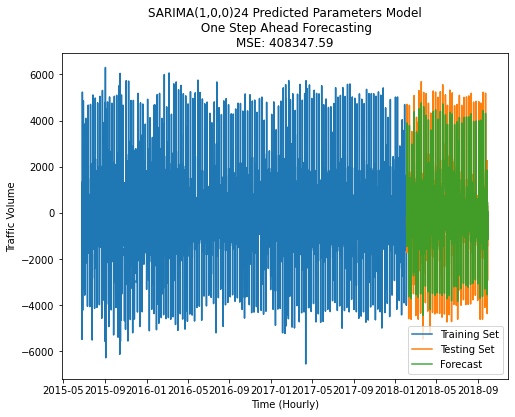 SARIMA(1,0,0)24 Predicted Parameters Model
One Step Ahead Forecasting
MSE: 408347.59
6000
4000
2000
0
−2000
−4000
−6000
Traffic Volume
Training Set
Testing Set
Forecast
2015-05 2015-09 2016-01 2016-05 2016-09 2017-01 2017-05 2017-09 2018-01 2018-05 2018-09
Time (Hourly)